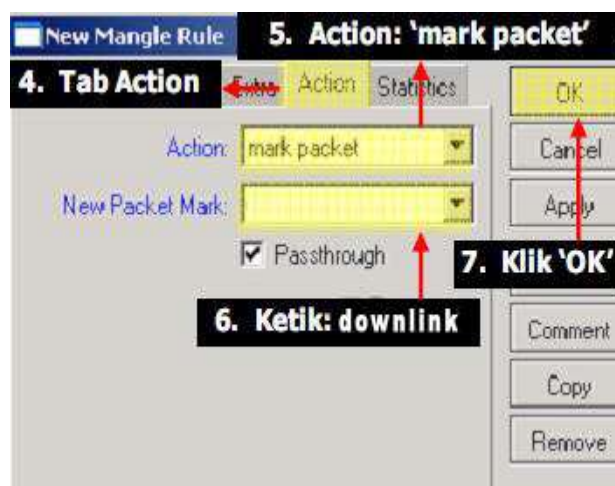 New Mangle Rule
5. Action: ‘mark packet’
4. Tab Action
Extra Action Statistics
OK
Action: mark packet
Cancel
New Packet Mark:
Apply
Passthrough
7. Klik ‘OK’
6. Ketik: downlink
Comment
Copy
Remove